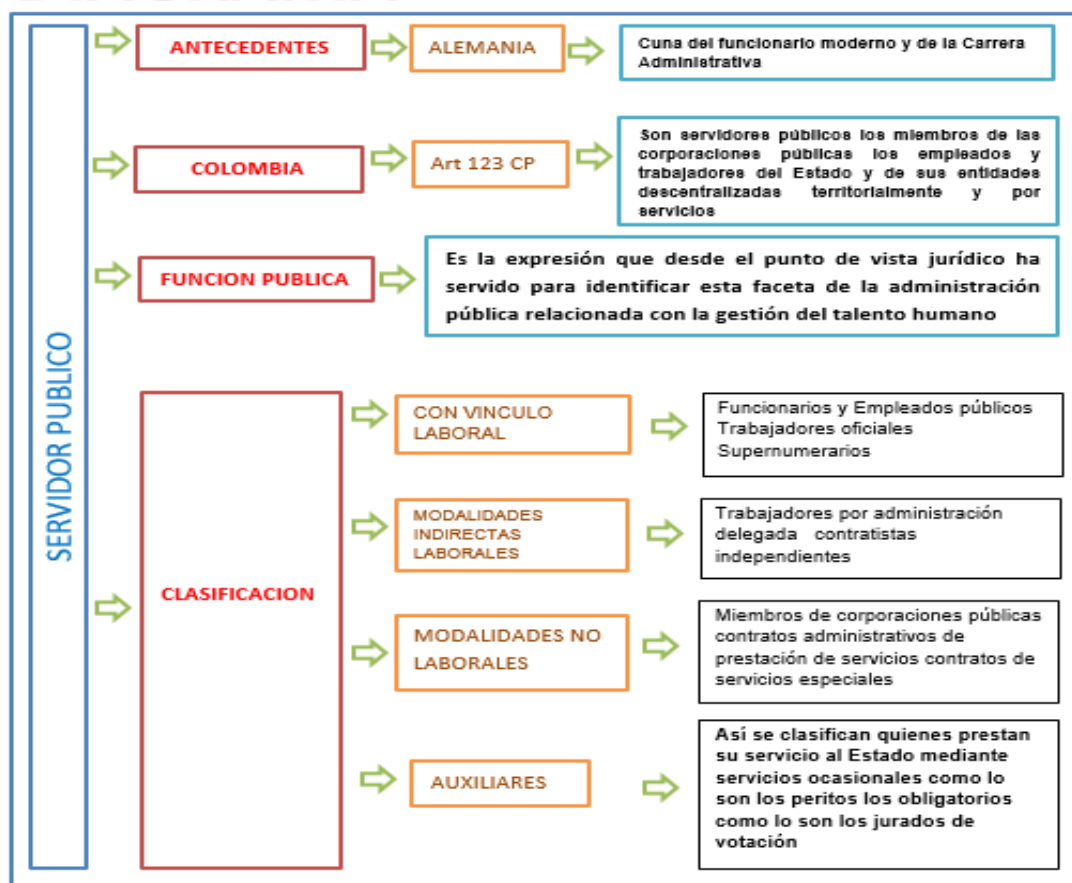 SERVIDOR PUBLICO
ANTECEDENTES
ALEMANIA
Cuna del funcionario moderno y de la Carrera
Administrativa
COLOMBIA
Art 123 CP
Son servidores públicos los miembros de las
corporaciones públicas los empleados y
trabajadores del Estado y de sus entidades
descentralizadas territorialmente y por
servicios
FUNCION PUBLICA
Es la expresión que desde el punto de vista jurídico ha
servido para identificar esta faceta de la administración
pública relacionada con la gestión del talento humano
CLASIFICACION
CON VINCULO
LABORAL
Funcionarios y Empleados públicos
Trabajadores oficiales
Supernumerarios
MODALIDADES
INDIRECTAS
LABORALES
Trabajadores por administración
delegada contratistas
independientes
MODALIDADES NO
LABORALES
Miembros de corporaciones públicas
contratos administrativos de
prestación de servicios contratos de
servicios especiales
AUXILIARES
Así se clasifican quienes prestan
su servicio al Estado mediante
servicios ocasionales como lo
son los peritos los obligatorios
como lo son los jurados de
votación